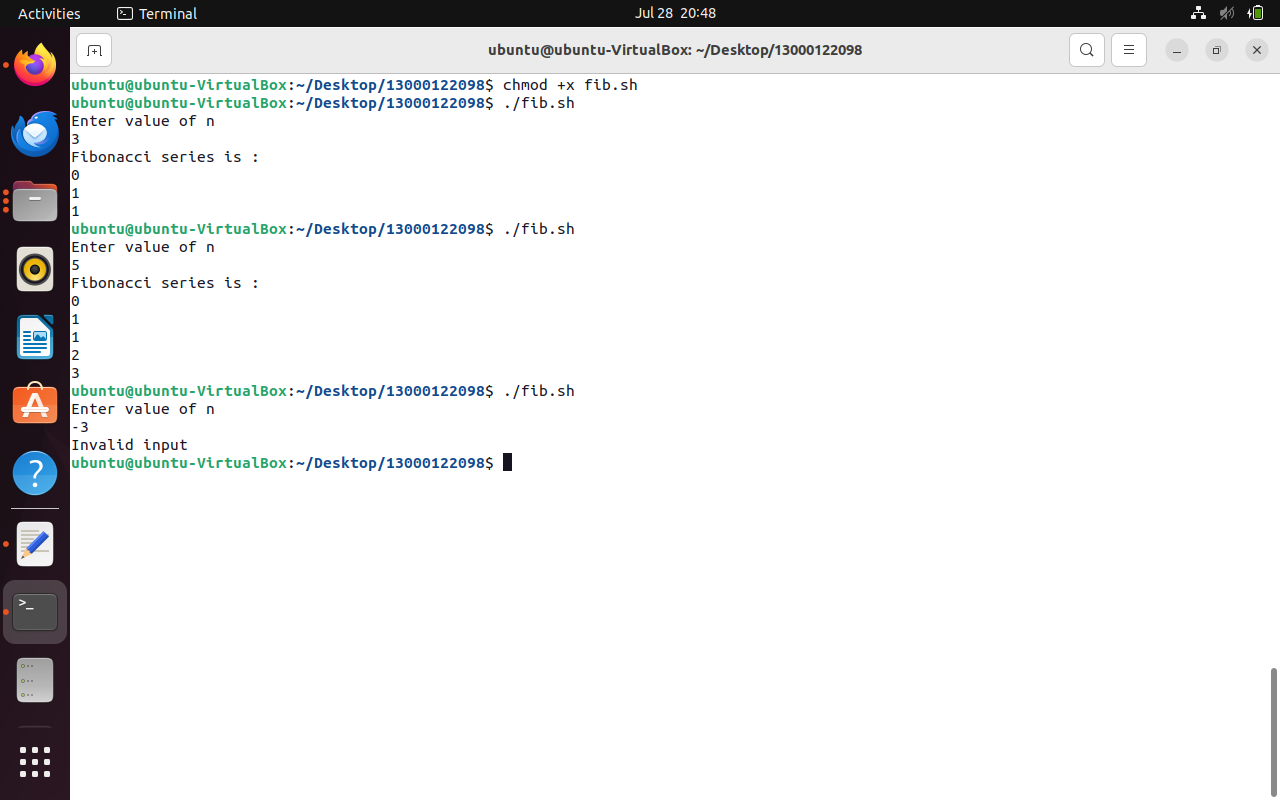 Activities
Terminal
Jul 28 20:48
ubuntu@ubuntu-VirtualBox: ~/Desktop/13000122098
ubuntu@ubuntu-VirtualBox:~/Desktop/13000122098$ chmod +x fib.sh
ubuntu@ubuntu-VirtualBox:~/Desktop/13000122098$ ./fib.sh
Enter value of n
3
Fibonacci series is :
0
1
1
ubuntu@ubuntu-VirtualBox:~/Desktop/13000122098$ ./fib.sh
Enter value of n
5
Fibonacci series is :
0
1
1
2
3
ubuntu@ubuntu-VirtualBox:~/Desktop/13000122098$ ./fib.sh
Enter value of n
-3
Invalid input
ubuntu@ubuntu-VirtualBox:~/Desktop/13000122098$